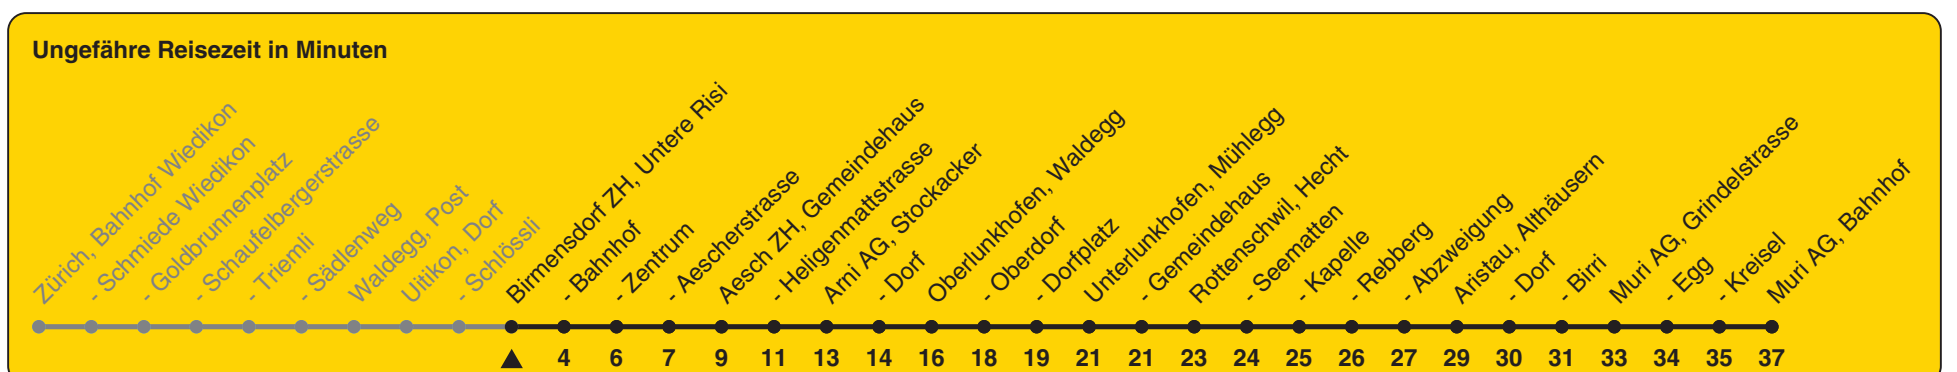 Ungefähre Reisezeit in Minuten
Zürich, Bahnhof Wiedikon
- Schmiede Wiedikon
- Goldbrunnenplatz
- Schaufelbergerstrasse
- Triemli
- Sädlenweg
Waldegg, Post
Uitikon, Dorf
- Schlössli
Birmensdorf ZH, Untere Risi
- Bahnhof
- Zentrum
- Aescherstrasse
Aesch ZH, Gemeindehaus
- Heligenmattstrasse
Arni AG, Stockacker
- Dorf
Oberlunkhofen, Waldegg
- Oberdorf
- Dorfplatz
Unterlunkhofen, Mühlegg
- Gemeindehaus
Rottenschwil, Hecht
- Seematten
- Kapelle
- Rebberg
- Abzweigung
Aristau, Althäusern
- Dorf
- Birri
Muri AG, Grindelstrasse
- Egg
- Kreisel
Muri AG, Bahnhof
4 6 7 9 11 13 14 16 18 19 21 21 23 24 25 26 27 29 30 31 33 34 35 37